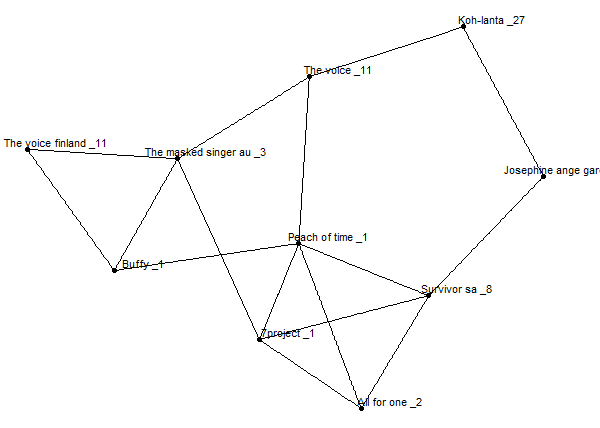 Koh-lanta _27
The voice _11
The voice finland _11
The masked singer au _3
Josephine ange gar
Peach of time _1
Buffy _1
Survivor sa _8
7project _1
All for one _2